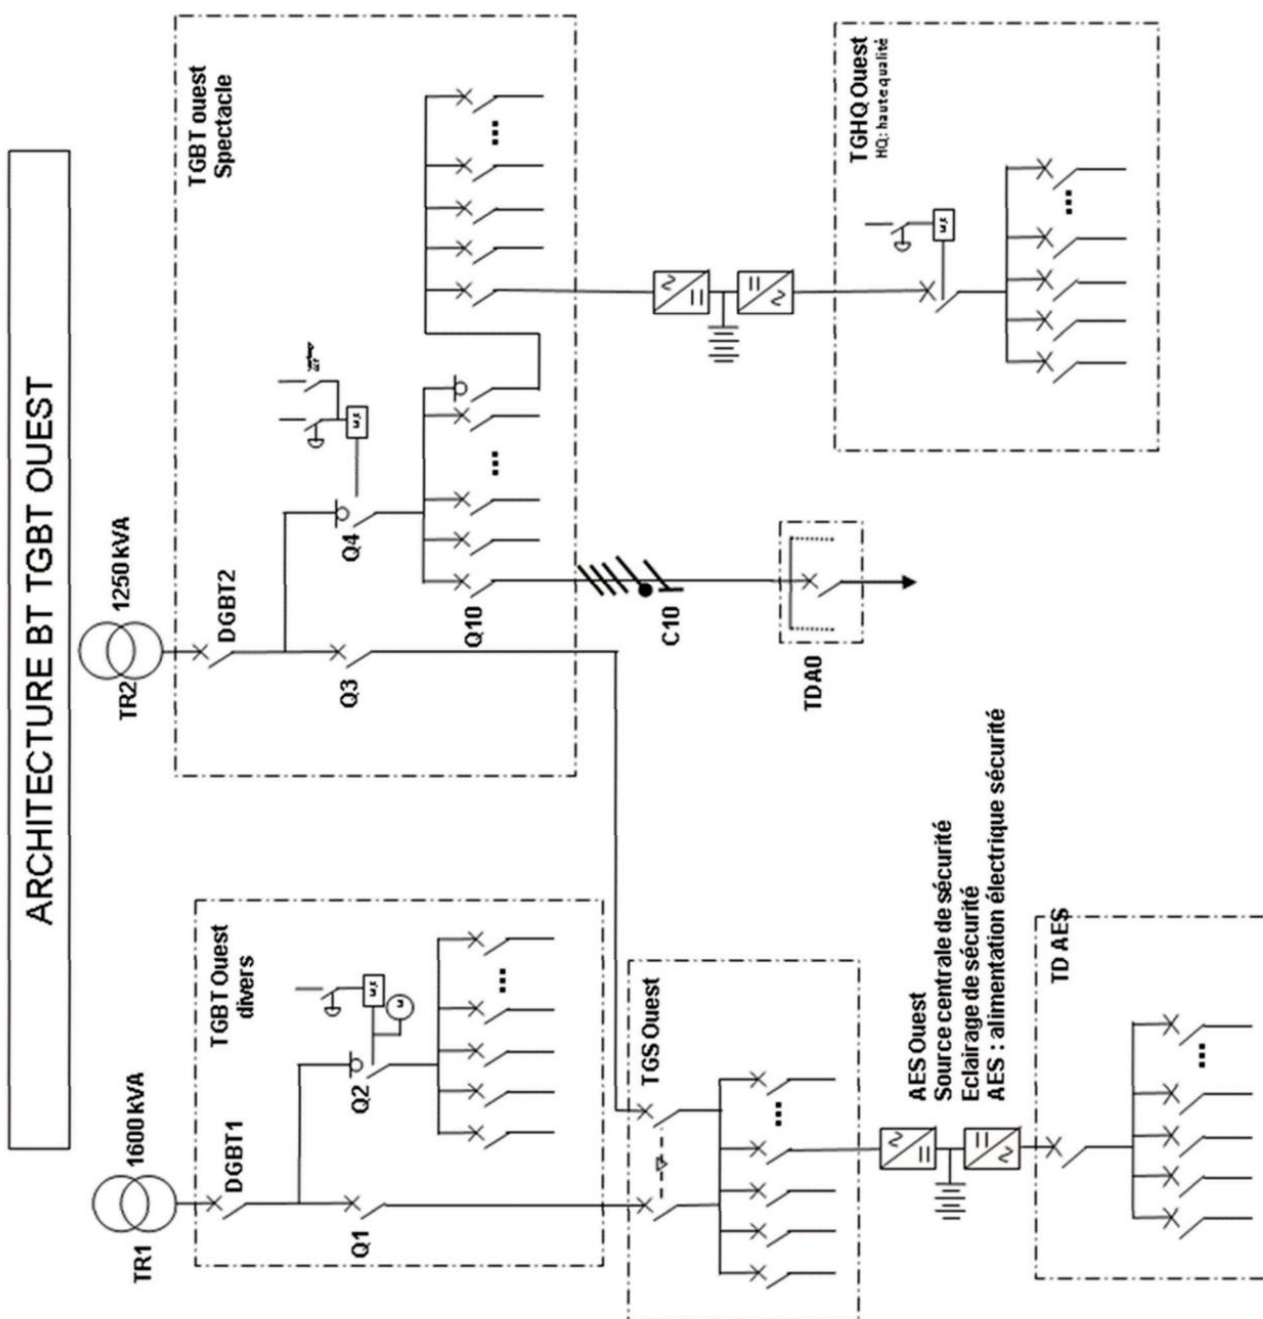 ARCHITECTURE BT TGBT OUEST
TR1
1600 KVA
DGBT1
TGBT Ouest
divers
Q1
Q2
TR2
1250 KVA
DGBT2
TGBT ouest
Spectacle
Q3
Q4
Q10
C10
TGS Ouest
AES Ouest
Source centrale de sécurité
Eclairage de sécurité
AES : alimentation électrique sécurité
TD AES
TDA0
TGHQ Ouest
HQ : haute qualité